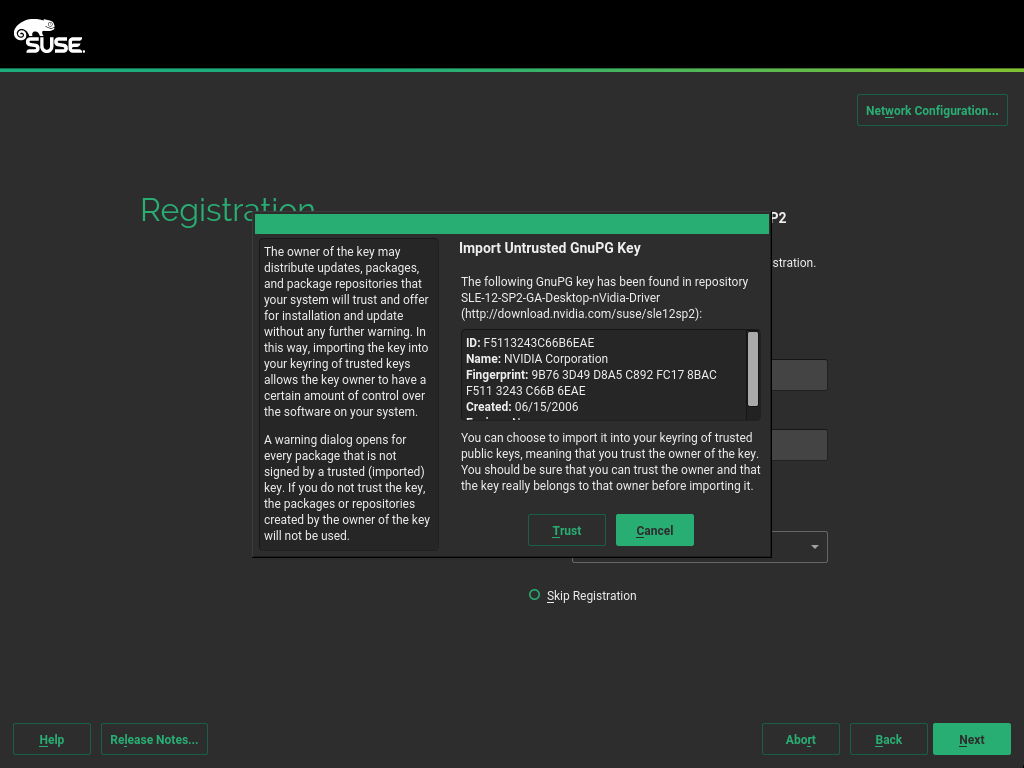 SUSE.
Network Configuration...
Registration
P2
stration.
Import Untrusted GnuPG Key
The owner of the key may
distribute updates, packages,
and package repositories that
your system will trust and offer
for installation and update
without any further warning. In
this way, importing the key into
your keyring of trusted keys
allows the key owner to have a
certain amount of control over
the software on your system.
A warning dialog opens for
every package that is not
signed by a trusted (imported)
key. If you do not trust the key,
the packages or repositories
created by the owner of the key
will not be used.
The following GnuPG key has been found in repository
SLE-12-SP2-GA-Desktop-nVidia-Driver
(http://download.nvidia.com/suse/sle12sp2):
ID: F5113243C66B6EAE
Name: NVIDIA Corporation
Fingerprint: 9B76 3D49 D8A5 C892 FC17 8BAC
F511 3243 C66B 6EAE
Created: 06/15/2006
You can choose to import it into your keyring of trusted
public keys, meaning that you trust the owner of the key.
You should be sure that you can trust the owner and that
the key really belongs to that owner before importing it.
Trust
Cancel
Skip Registration
Help
Release Notes...
Abort
Back
Next